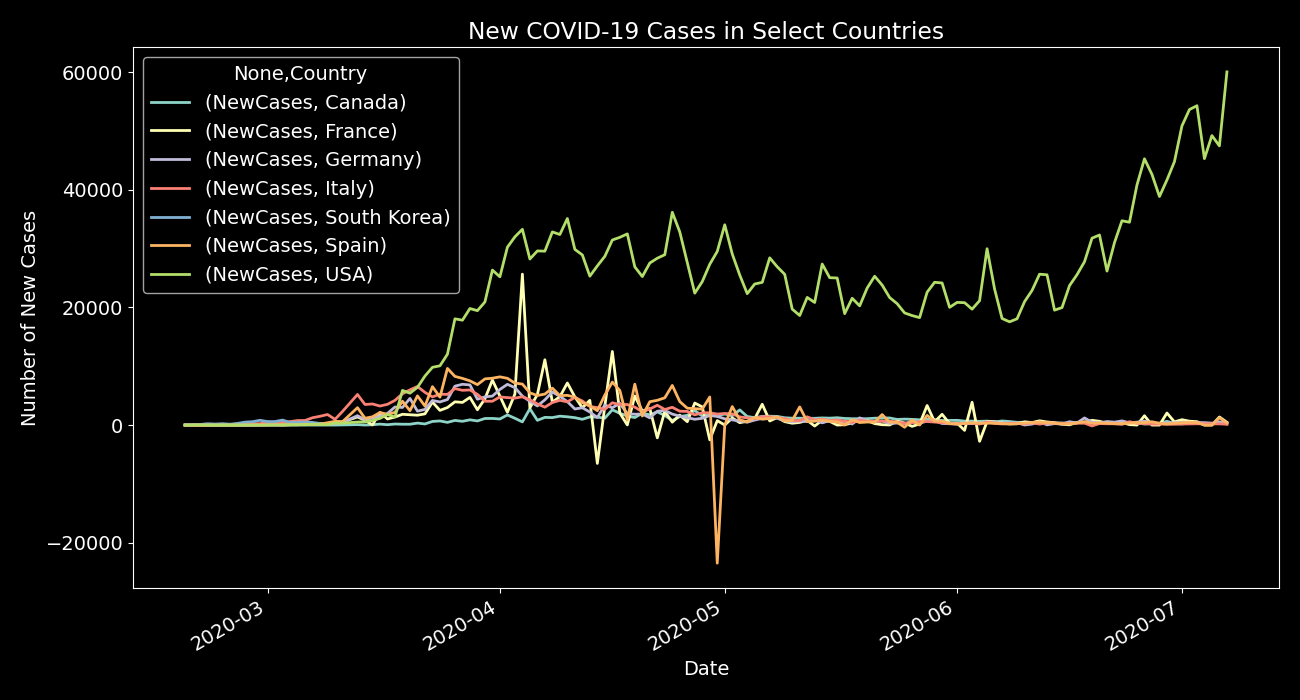 New COVID-19 Cases in Select Countries
None,Country
(NewCases, Canada)
(NewCases, France)
(NewCases, Germany)
(NewCases, Italy)
(NewCases, South Korea)
(NewCases, Spain)
(NewCases, USA)
60000
40000
20000
0
−20000
Number of New Cases
2020-03
2020-04
2020-05
2020-06
2020-07
Date